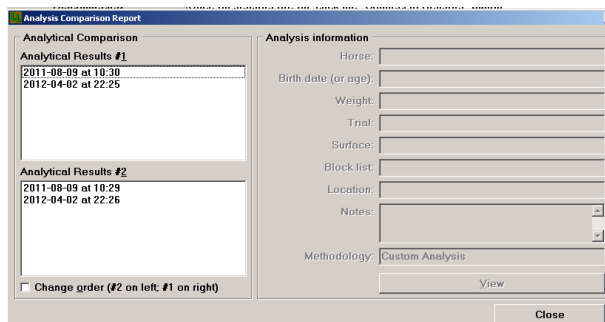 Analysis Comparison Report
Analytical Comparison
Analytical Results #1
2011-08-09 at 10:30
2012-04-02 at 22:25
Analytical Results #2
2011-08-09 at 10:29
2012-04-02 at 22:26
Change order (#2 on left; #1 on right)
Analysis information
Horse:
Birth date (or age):
Weight:
Trial:
Surface:
Block list:
Location:
Notes:
Methodology: Custom Analysis
View
Close